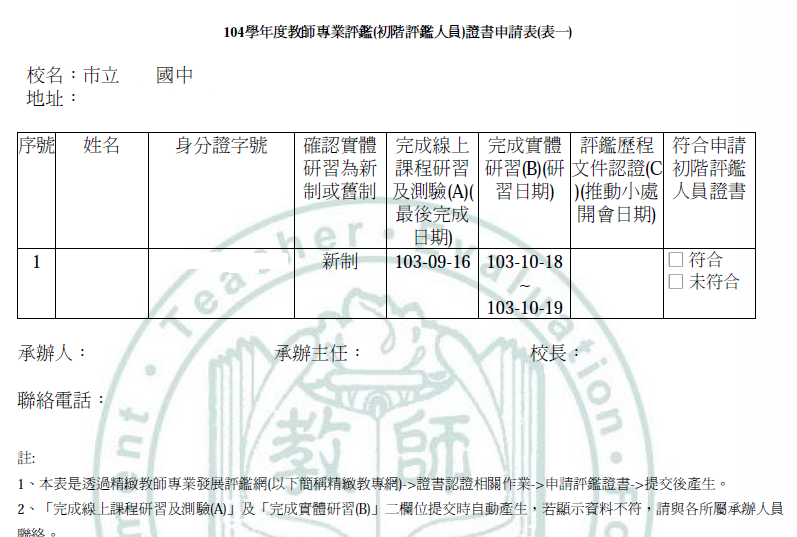 104學年度教師專業評鑑(初階評鑑人員)證書申請表(表一)
校名：市立　　國中
地址：
序號 姓名 身分證字號 確認實體研習為新制或舊制 完成線上課程研習及測驗(A)(最後完成日期) 完成實體研習(B)(研習日期) 評鑑歷程文件認證(C)(推動小處開會日期) 符合申請初階評鑑人員證書
1 新制 103-09-16 103-10-18 ~ 103-10-19 □ 符合 □ 未符合
承辦人： 承辦主任： 校長：
聯絡電話：
註:
1、本表是透過精緻教師專業發展評鑑網(以下簡稱精緻教專網)->證書認證相關作業->申請評鑑證書->提交後產生。
2、「完成線上課程研習及測驗(A)」及「完成實體研習(B)」二欄位提交時自動產生，若顯示資料不符，請與各所屬承辦人員
聯絡。
Teacher Evaluation
教師